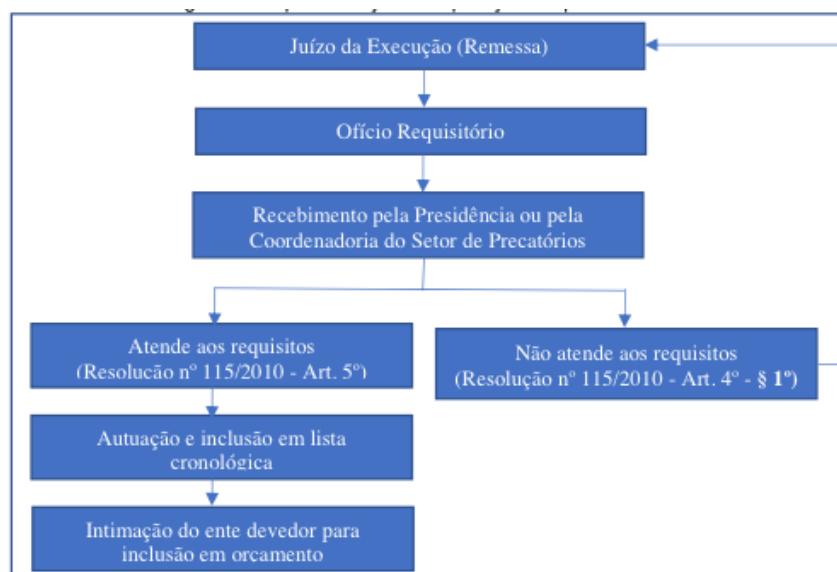 Juízo da Execução (Remessa)
Ofício Requisitório
Recebimento pela Presidência ou pela
Coordenadoria do Setor de Precatórios
Atende aos requisitos
(Resolução nº 115/2010 - Art. 5º)
Não atende aos requisitos
(Resolução nº 115/2010 - Art. 4º - § 1º)
Autuação e inclusão em lista
cronológica
Intimação do ente devedor para
inclusão em orçamento